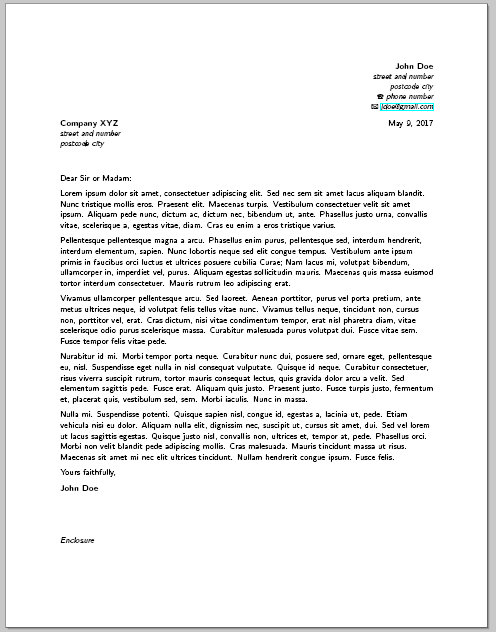 John Doe
street and number
postcode city
☎ phone number
✉ jdoe@gmail.com
Company XYZ
May 9, 2017
street and number
postcode city
Dear Sir or Madam:
Lorem ipsum dolor sit amet, consectetuer adipiscing elit. Sed nec sem sit amet lacus aliquam blandit.
Nunc tristique mollis eros. Praesent elit. Maecenas turpis. Vestibulum consectetuer velit sit amet
ipsum. Aliquam pede nunc, dictum ac, dictum nec, bibendum ut, ante. Phasellus justo urna, convallis
vitae, scelerisque a, egestas vitae, diam. Cras eu enim a eros tristique varius.
Pellentesque pellentesque magna a arcu. Phasellus enim purus, pellentesque sed, interdum hendrerit,
interdum elementum, sapien. Nunc lobortis neque sed elit congue tempus. Vestibulum ante ipsum
primis in faucibus orci luctus et ultrices posuere cubilia Curae; Nam lacus mi, volutpat bibendum,
ullamcorper in, imperdiet vel, purus. Aliquam egestas sollicitudin mauris. Maecenas quis massa euismod
tortor interdum consectetuer. Mauris rutrum leo adipiscing erat.
Vivamus ullamcorper pellentesque arcu. Sed laoreet. Aenean porttitor, purus vel porta pretium, ante
metus ultrices neque, id volutpat felis tellus vitae nunc. Vivamus tellus neque, tincidunt non, cursus
non, porttitor vel, erat. Cras dictum, nisi vitae condimentum tempor, erat nisl pharetra diam, vitae
scelerisque odio purus scelerisque massa. Curabitur malesuada purus volutpat dui. Fusce vitae sem.
Fusce tempor felis vitae pede.
Nurabitur id mi. Morbi tempor porta neque. Curabitur nunc dui, posuere sed, ornare eget, pellentesque
eu, nisl. Suspendisse eget nulla in nisl consequat vulputate. Quisque id neque. Curabitur consectetuer,
risus viverra suscipit rutrum, tortor mauris consequat lectus, quis gravida dolor arcu a velit. Sed
elementum sagittis pede. Fusce erat. Aliquam quis justo. Praesent justo. Fusce turpis justo, fermentum
et, placerat quis, vestibulum sed, sem. Morbi iaculis. Nunc in massa.
Nulla mi. Suspendisse potenti. Quisque sapien nisl, congue id, egestas a, lacinia ut, pede. Etiam
vehicula nisi eu dolor. Aliquam nulla elit, dignissim nec, suscipit ut, cursus sit amet, dui. Sed vel lorem
ut lacus sagittis egestas. Quisque justo nisl, convallis non, ultrices et, tempor at, pede. Phasellus orci.
Morbi non velit blandit pede adipiscing mollis. Cras malesuada. Mauris tincidunt massa ut risus.
Maecenas sit amet mi nec elit ultrices tincidunt. Nullam hendrerit congue ipsum. Fusce felis.
Yours faithfully,
John Doe
Enclosure